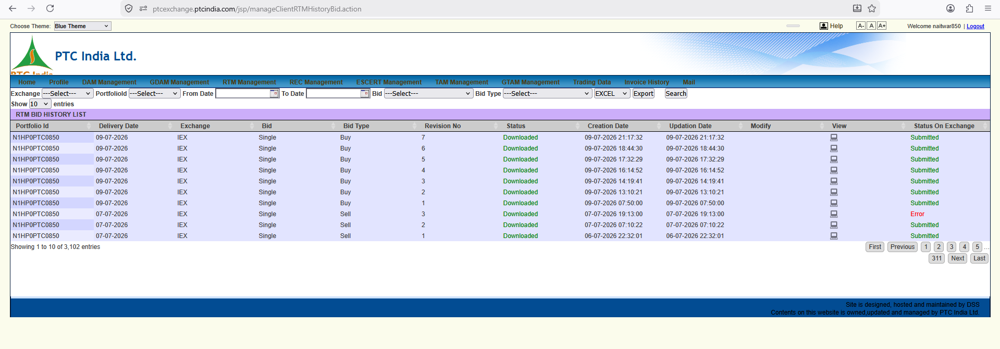 ptcexchange.ptcindia.com/jsp/manageClientRTMHistoryBid.action
Choose Theme: Blue Theme Help A- A A+ Welcome naitwar850 | Logout
PTC India Ltd.
PTC India
Home Profile DAM Management GDAM Management RTM Management REC Management ESCERT Management TAM Management GTAM Management Trading Data Invoice History Mail
Exchange ---Select--- PortfolioId ---Select--- From Date To Date Bid ---Select--- Bid Type ---Select--- EXCEL Export Search
Show 10 entries
RTM BID HISTORY LIST
Portfolio Id Delivery Date Exchange Bid Bid Type Revision No Status Creation Date Updation Date Modify View Status On Exchange
N1HP0PTC0850 09-07-2026 IEX Single Buy 7 Downloaded 09-07-2026 21:17:32 09-07-2026 21:17:32 Submitted
N1HP0PTC0850 09-07-2026 IEX Single Buy 6 Downloaded 09-07-2026 18:44:30 09-07-2026 18:44:30 Submitted
N1HP0PTC0850 09-07-2026 IEX Single Buy 5 Downloaded 09-07-2026 17:32:29 09-07-2026 17:32:29 Submitted
N1HP0PTC0850 09-07-2026 IEX Single Buy 4 Downloaded 09-07-2026 16:14:52 09-07-2026 16:14:52 Submitted
N1HP0PTC0850 09-07-2026 IEX Single Buy 3 Downloaded 09-07-2026 14:19:41 09-07-2026 14:19:41 Submitted
N1HP0PTC0850 09-07-2026 IEX Single Buy 2 Downloaded 09-07-2026 13:10:21 09-07-2026 13:10:21 Submitted
N1HP0PTC0850 09-07-2026 IEX Single Buy 1 Downloaded 09-07-2026 07:50:00 09-07-2026 07:50:00 Submitted
N1HP0PTC0850 07-07-2026 IEX Single Sell 3 Downloaded 07-07-2026 19:13:00 07-07-2026 19:13:00 Error
N1HP0PTC0850 07-07-2026 IEX Single Sell 2 Downloaded 07-07-2026 07:10:22 07-07-2026 07:10:22 Submitted
N1HP0PTC0850 07-07-2026 IEX Single Sell 1 Downloaded 06-07-2026 22:32:01 06-07-2026 22:32:01 Submitted
Showing 1 to 10 of 3,102 entries First Previous 1 2 3 4 5 ...
311 Next Last
Site is designed, hosted and maintained by DSS
Contents on this website is owned,updated and managed by PTC India Ltd.